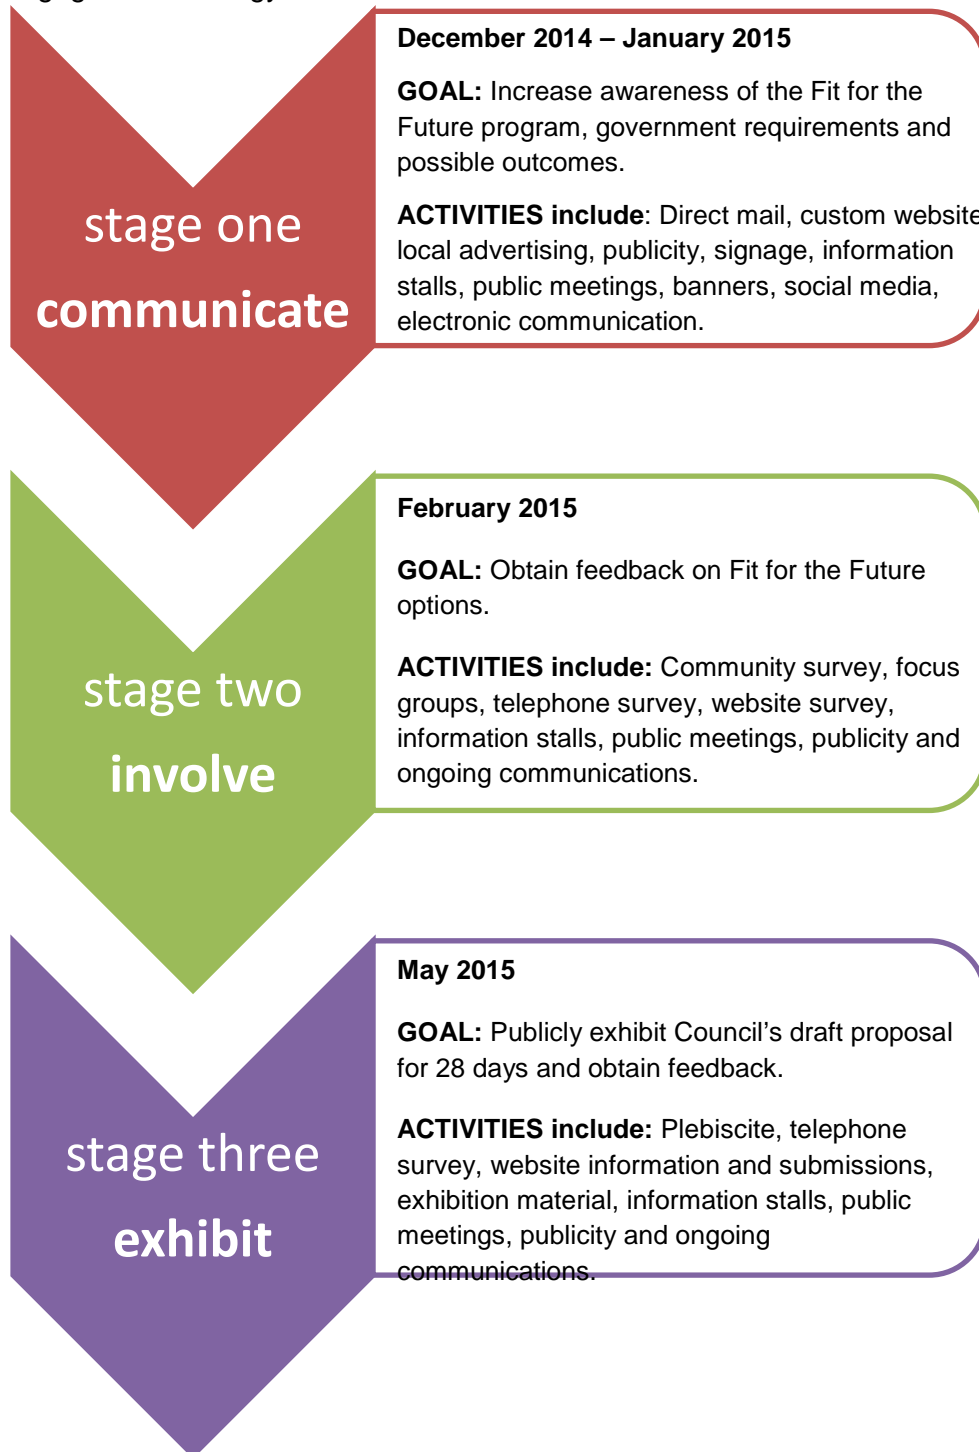 stage one
communicate
December 2014 – January 2015
GOAL: Increase awareness of the Fit for the
Future program, government requirements and
possible outcomes.
ACTIVITIES include: Direct mail, custom website
local advertising, publicity, signage, information
stalls, public meetings, banners, social media,
electronic communication.
stage two
involve
February 2015
GOAL: Obtain feedback on Fit for the Future
options.
ACTIVITIES include: Community survey, focus
groups, telephone survey, website survey,
information stalls, public meetings, publicity and
ongoing communications.
stage three
exhibit
May 2015
GOAL: Publicly exhibit Council’s draft proposal
for 28 days and obtain feedback.
ACTIVITIES include: Plebiscite, telephone
survey, website information and submissions,
exhibition material, information stalls, public
meetings, publicity and ongoing
communications.